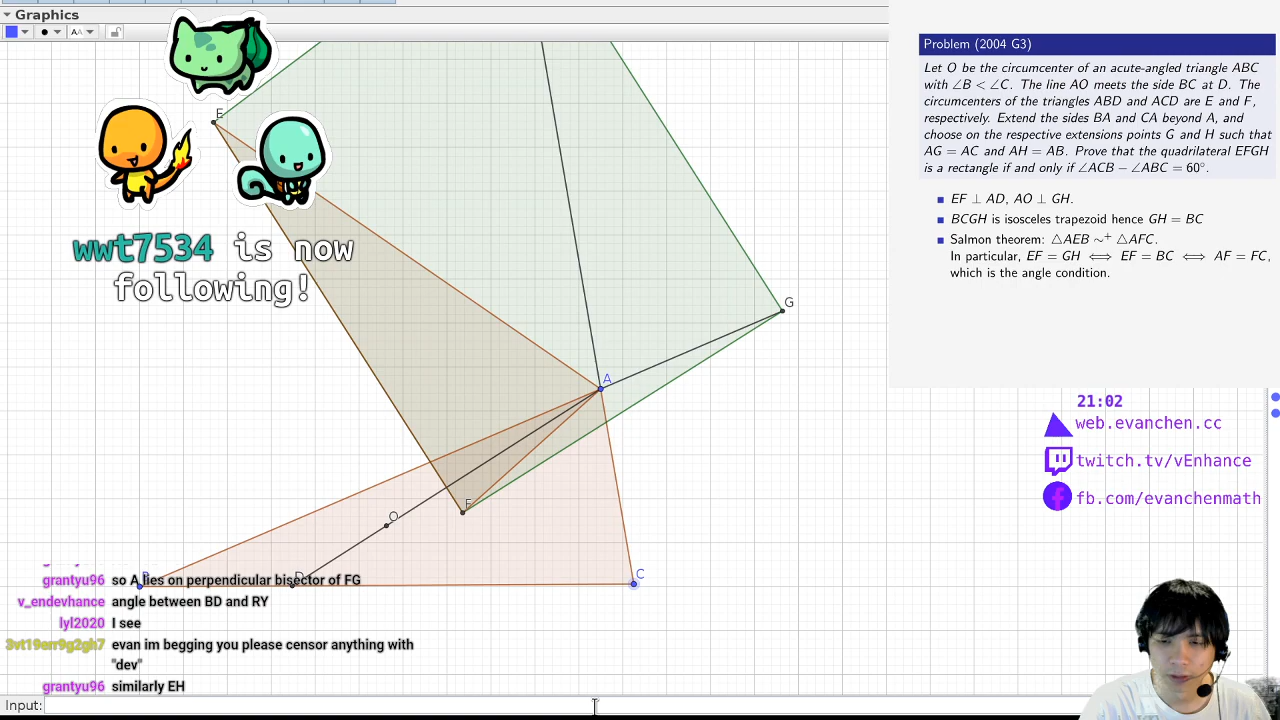 Graphics
AA
Problem (2004 G3)
Let O be the circumcenter of an acute-angled triangle ABC
with ∠B < ∠C. The line AO meets the side BC at D. The
circumcenters of the triangles ABD and ACD are E and F,
respectively. Extend the sides BA and CA beyond A, and
choose on the respective extensions points G and H such that
AG = AC and AH = AB. Prove that the quadrilateral EFGH
is a rectangle if and only if ∠ACB − ∠ABC = 60°.
EF ⊥ AD, AO ⊥ GH.
BCGH is isosceles trapezoid hence GH = BC
Salmon theorem: △AEB ∼⁺ △AFC.
In particular, EF = GH ⟺ EF = BC ⟺ AF = FC,
which is the angle condition.
E
wwt7534 is now
following!
G
A
F
O
B
D
C
21:02
web.evanchen.cc
twitch.tv/vEnhance
fb.com/evanchenmath
grantyu96 so A lies on perpendicular bisector of FG
v_endevhance angle between BD and RY
lyl2020 I see
3vt19err9g2gh7 evan im begging you please censor anything with
"dev"
grantyu96 similarly EH
Input: